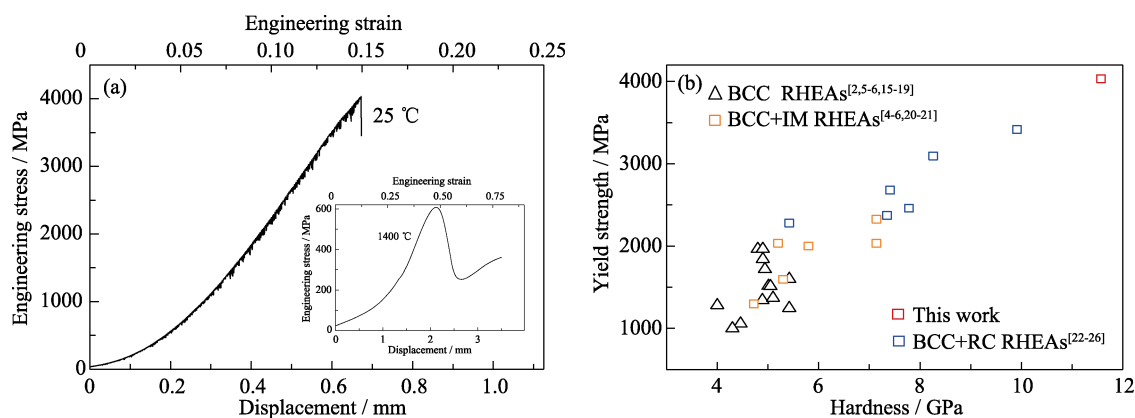 Engineering strain
0 0.05 0.10 0.15 0.20 0.25
(a)
4000
3000
2000
1000
0
Engineering stress / MPa
25 ℃
0 0.2 0.4 0.6 0.8 1.0
Displacement / mm
Engineering strain
0 0.25 0.50 0.75
600
400
200
0
Engineering stress / MPa
1400 ℃
0 1 2 3
Displacement / mm
(b)
BCC RHEAs[2,5-6,15-19]
BCC+IM RHEAs[4-6,20-21]
This work
BCC+RC RHEAs[22-26]
4000
3000
2000
1000
Yield strength / MPa
4 6 8 10 12
Hardness / GPa